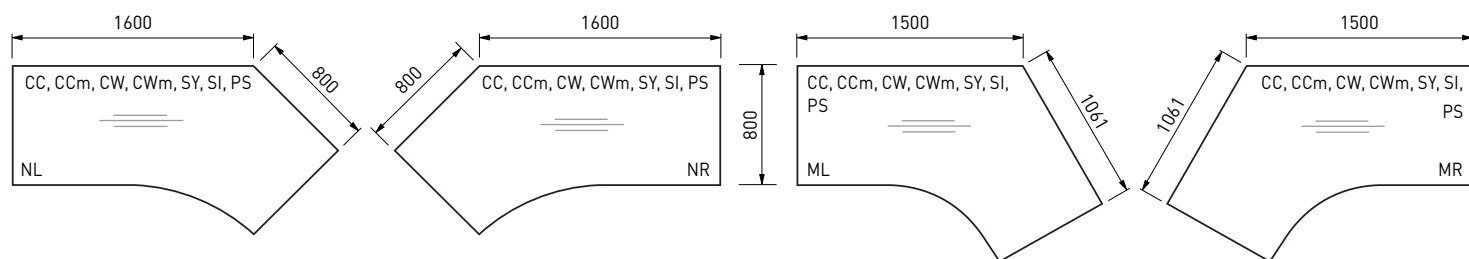 1600
800
CC, CCm, CW, CWm, SY, SI, PS
NL
1600
800
CC, CCm, CW, CWm, SY, SI, PS
NR
800
1500
1061
CC, CCm, CW, CWm, SY, SI,
PS
ML
1500
1061
CC, CCm, CW, CWm, SY, SI,
PS
MR